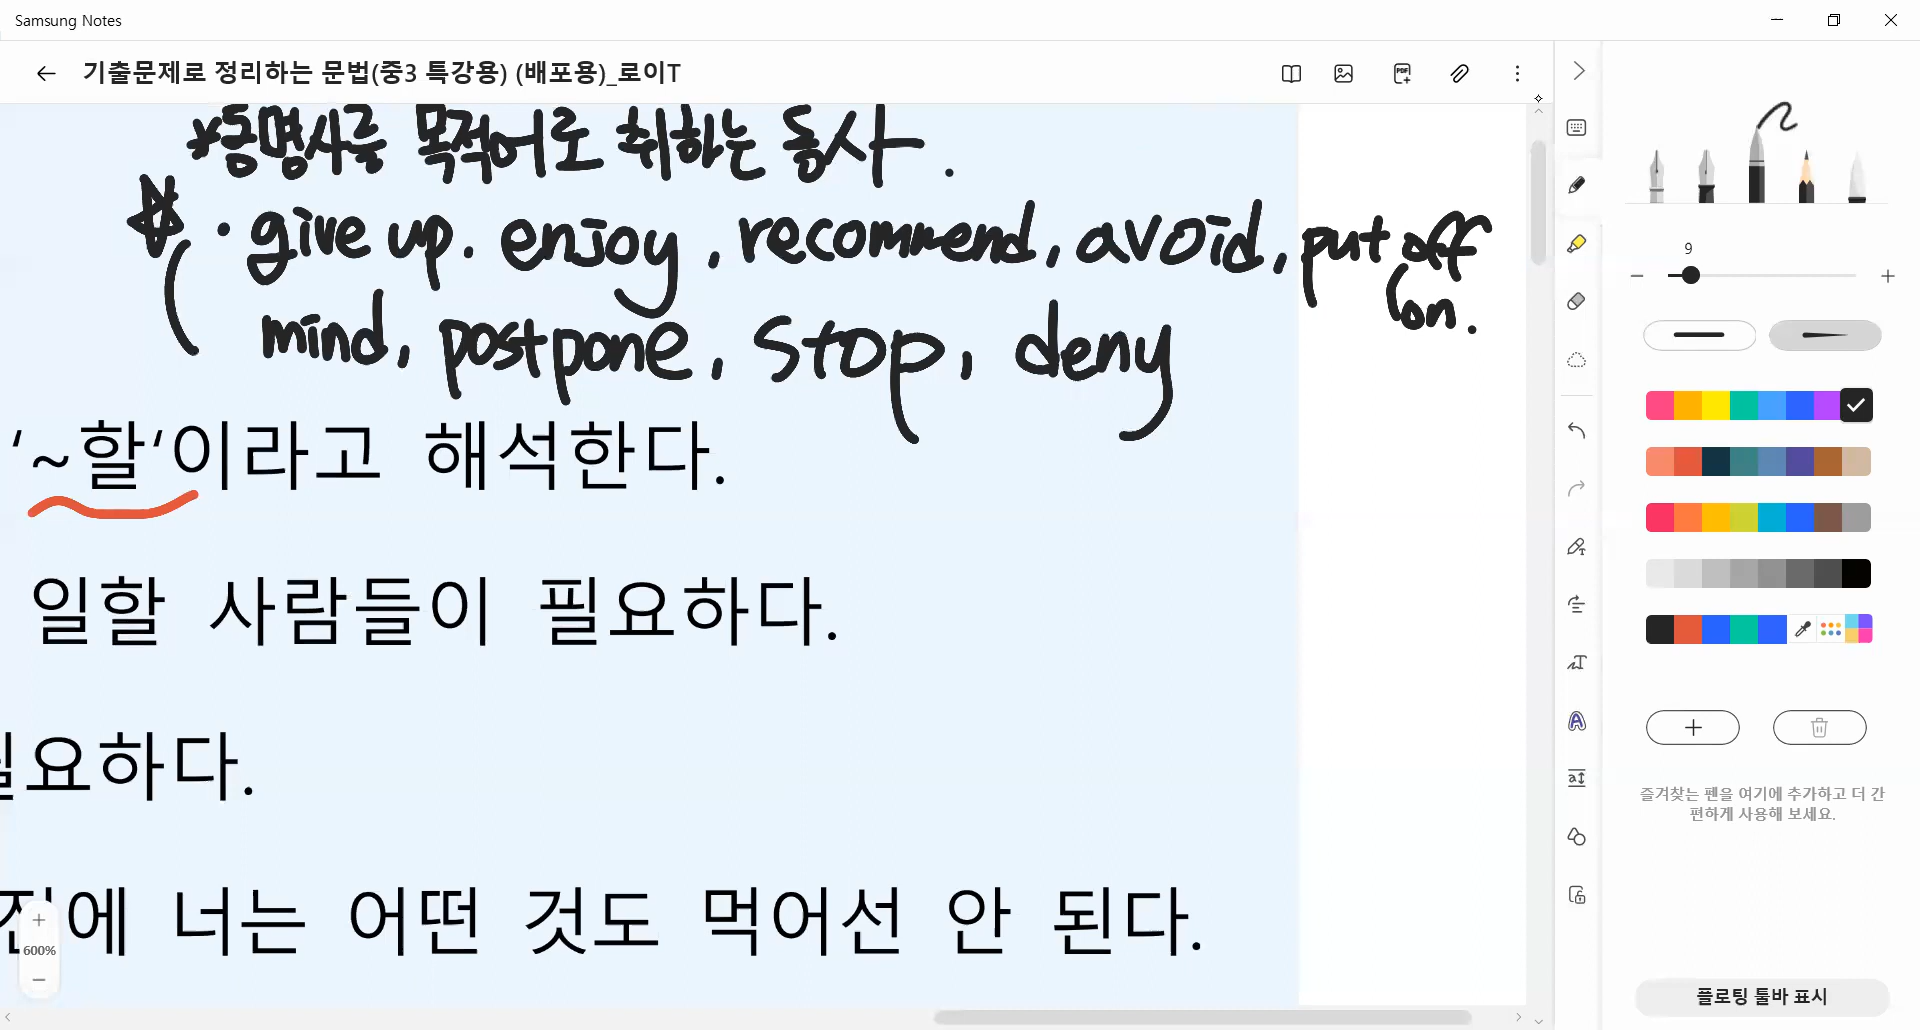 Samsung Notes
기출문제로 정리하는 문법(중3 특강용) (배포용)_로이T
*동명사를 목적어로 취하는 동사.
· give up. enjoy, recommend, avoid, put off
on.
mind, postpone, stop, deny
'~할'이라고 해석한다.
일할 사람들이 필요하다.
필요하다.
전에 너는 어떤 것도 먹어선 안 된다.
600%
9
즐겨찾는 펜을 여기에 추가하고 더 간
편하게 사용해 보세요.
플로팅 툴바 표시